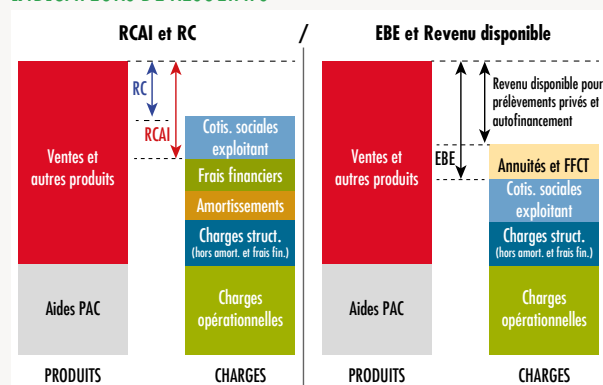 RCAI et RC
/
EBE et Revenu disponible
RC
RCAI
Ventes et
autres produits
Aides PAC
Cotis. sociales
exploitant
Frais financiers
Amortissements
Charges struct.
(hors amort. et frais fin.)
Charges
opérationnelles
PRODUITS
CHARGES
EBE
Revenu disponible pour
prélèvements privés et
autofinancement
Ventes et
autres produits
Aides PAC
Annuités et FFCT
Cotis. sociales
exploitant
Charges struct.
(hors amort. et frais fin.)
Charges
opérationnelles
PRODUITS
CHARGES